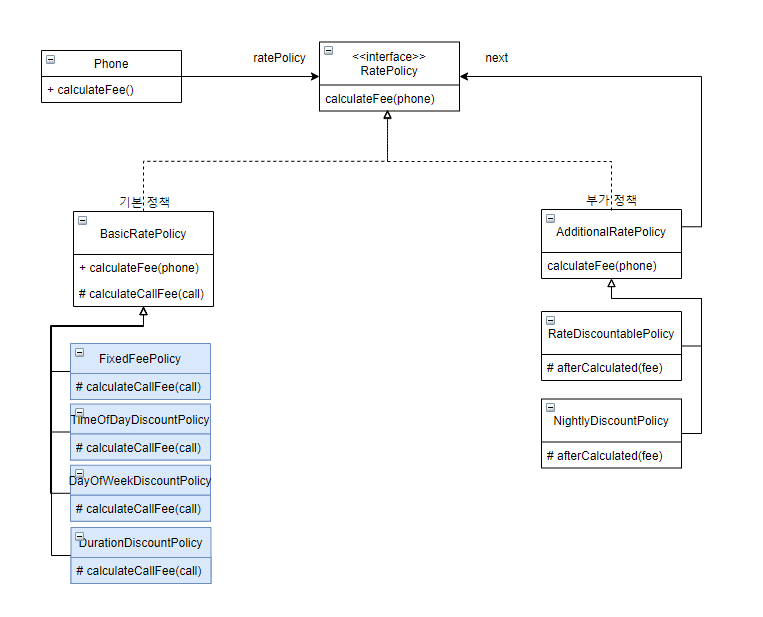 Phone
+ calculateFee()
ratePolicy
<<interface>>
RatePolicy
calculateFee(phone)
next
기본 정책
BasicRatePolicy
+ calculateFee(phone)
# calculateCallFee(call)
FixedFeePolicy
# calculateCallFee(call)
TimeOfDayDiscountPolicy
# calculateCallFee(call)
DayOfWeekDiscountPolicy
# calculateCallFee(call)
DurationDiscountPolicy
# calculateCallFee(call)
부가 정책
AdditionalRatePolicy
calculateFee(phone)
RateDiscountablePolicy
# afterCalculated(fee)
NightlyDiscountPolicy
# afterCalculated(fee)